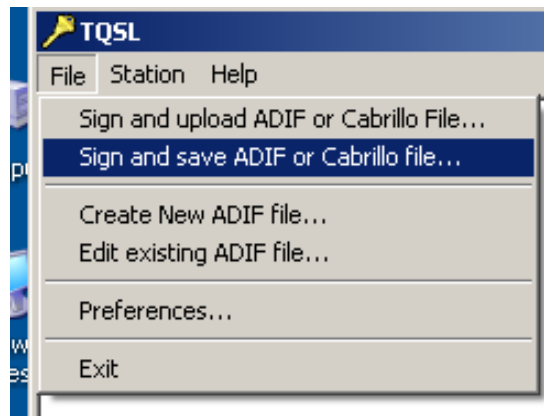 TQSL
File Station Help
Sign and upload ADIF or Cabrillo File...
Sign and save ADIF or Cabrillo file...
Create New ADIF file...
Edit existing ADIF file...
Preferences...
Exit